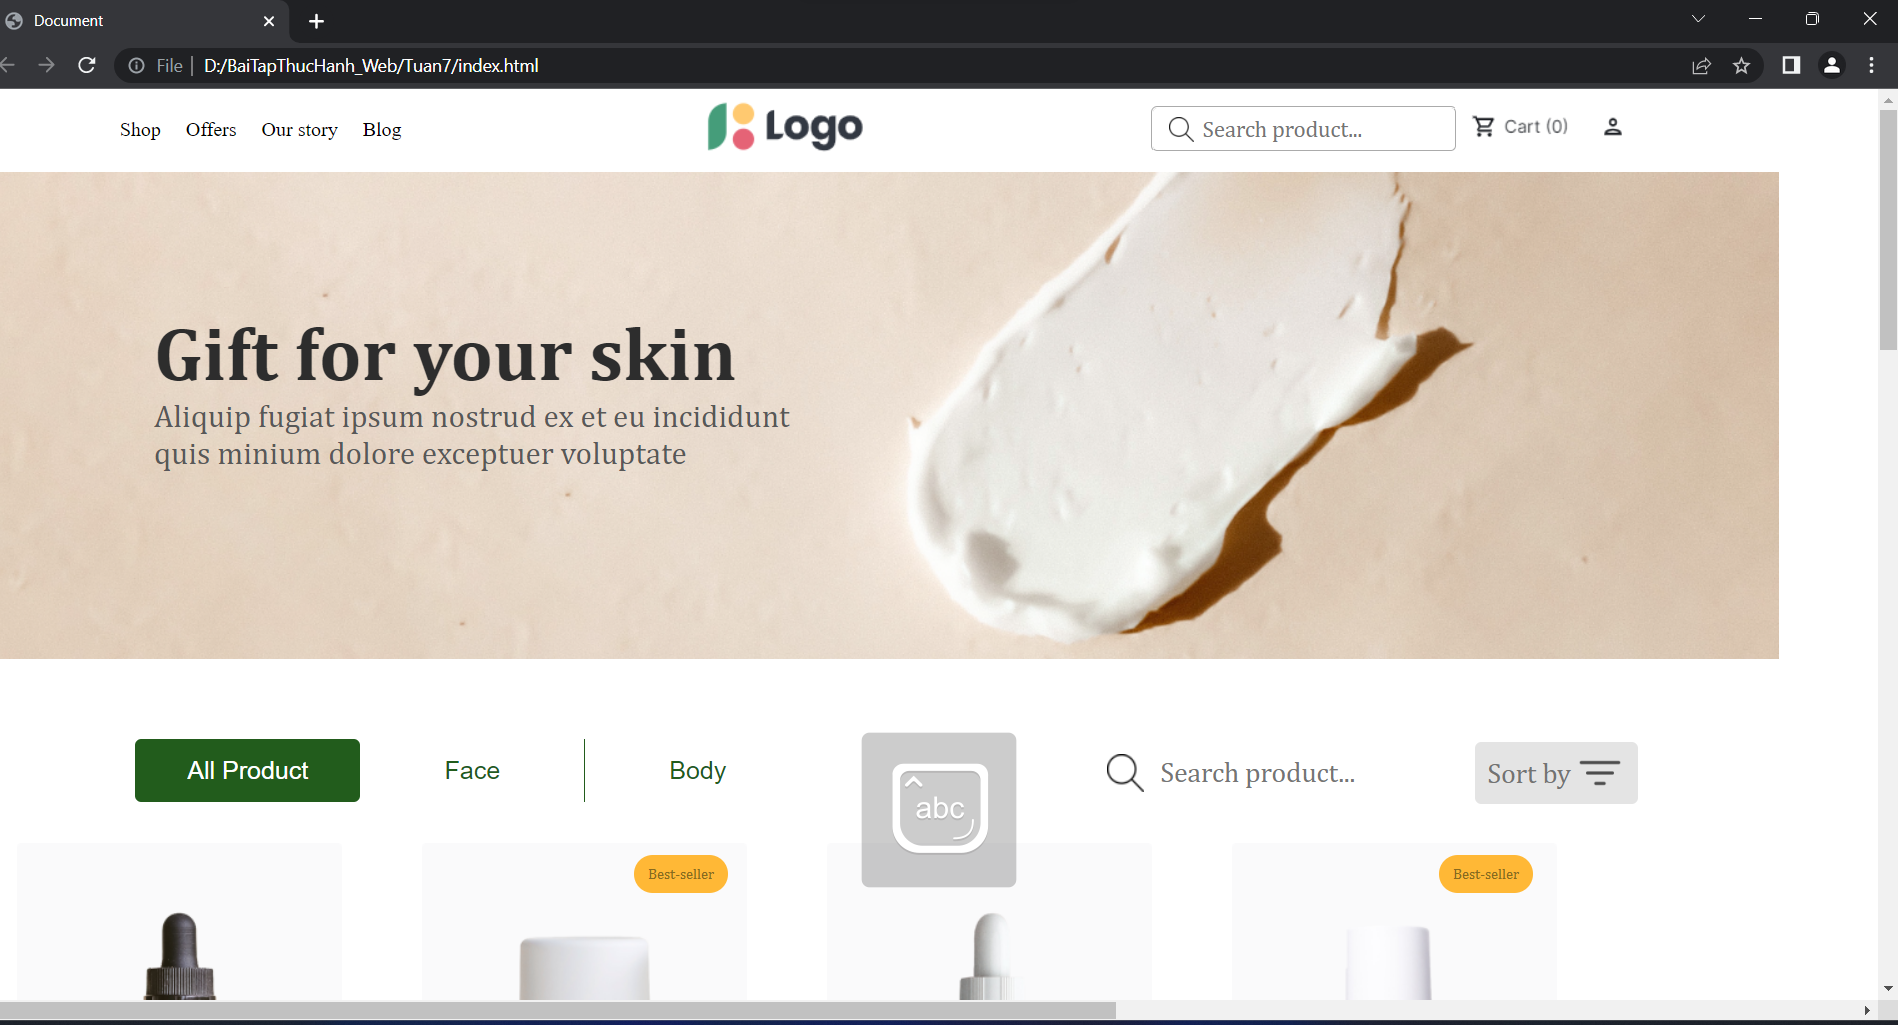 Document
File
D:/BaiTapThucHanh_Web/Tuan7/index.html
Shop Offers Our story Blog
Logo
Search product...
Cart (0)
Gift for your skin
Aliquip fugiat ipsum nostrud ex et eu incididunt
quis minium dolore exceptuer voluptate
All Product
Face
Body
abc
Search product...
Sort by
Best-seller
Best-seller